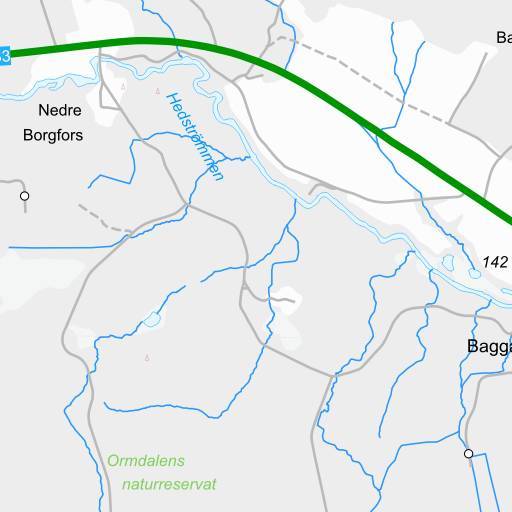 Nedre
Borgfors
Hedströmmen
142
Ormdalens
naturreservat